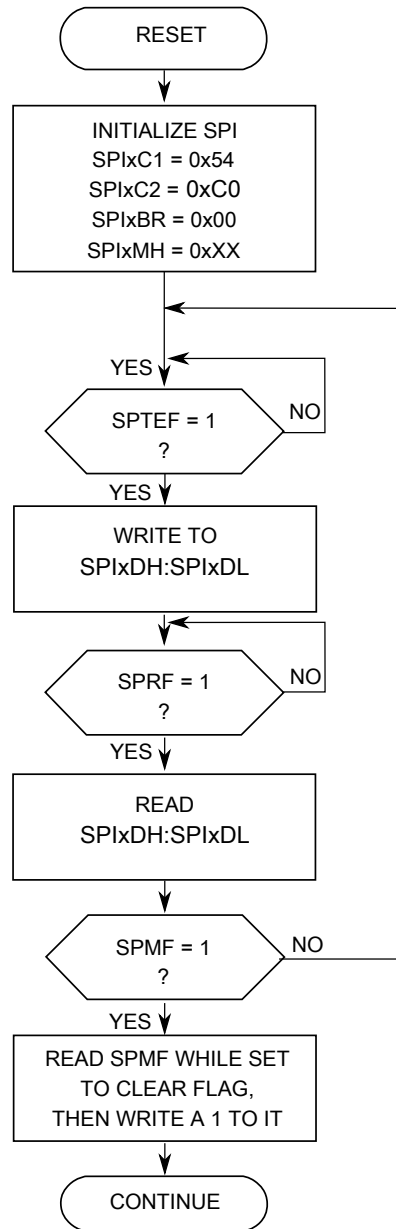 RESET
INITIALIZE SPI
SPIxC1 = 0x54
SPIxC2 = 0xC0
SPIxBR = 0x00
SPIxMH = 0xXX
YES
SPTEF = 1
?
NO
YES
WRITE TO
SPIxDH:SPIxDL
SPRF = 1
?
NO
YES
READ
SPIxDH:SPIxDL
SPMF = 1
?
NO
YES
READ SPMF WHILE SET
TO CLEAR FLAG,
THEN WRITE A 1 TO IT
CONTINUE